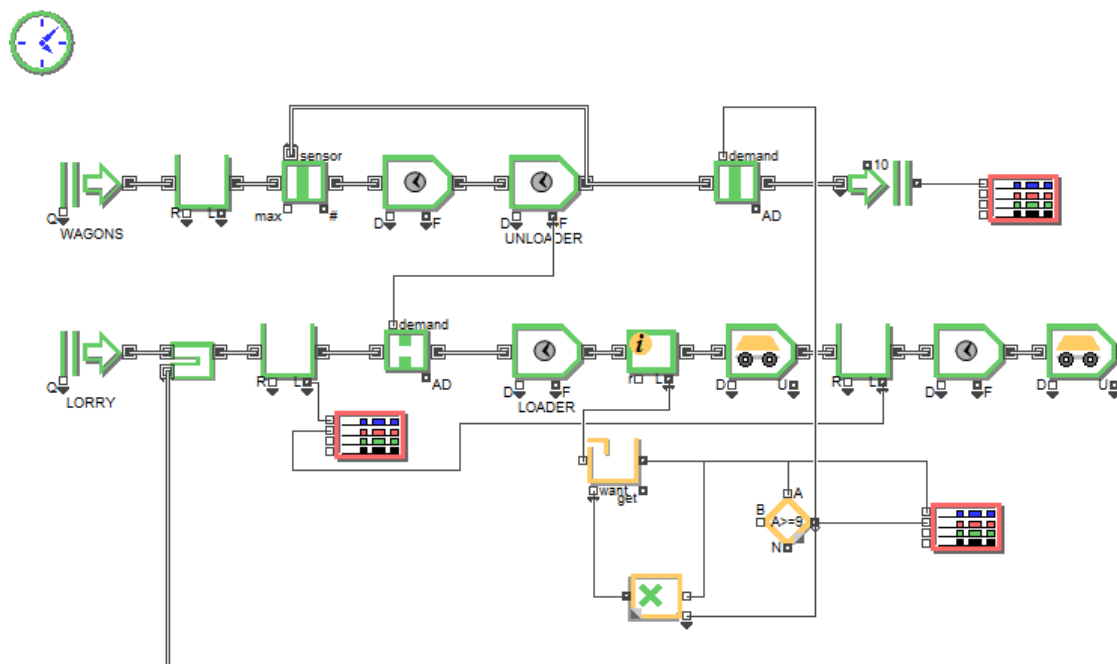 sensor
demand
10
Q
R L
max #
D F
D F
AD
WAGONS
UNLOADER
demand
i
Q
R L
AD
D F
r L
D U
R L
D F
D U
LORRY
LOADER
want
get
A
B
A>=9
N